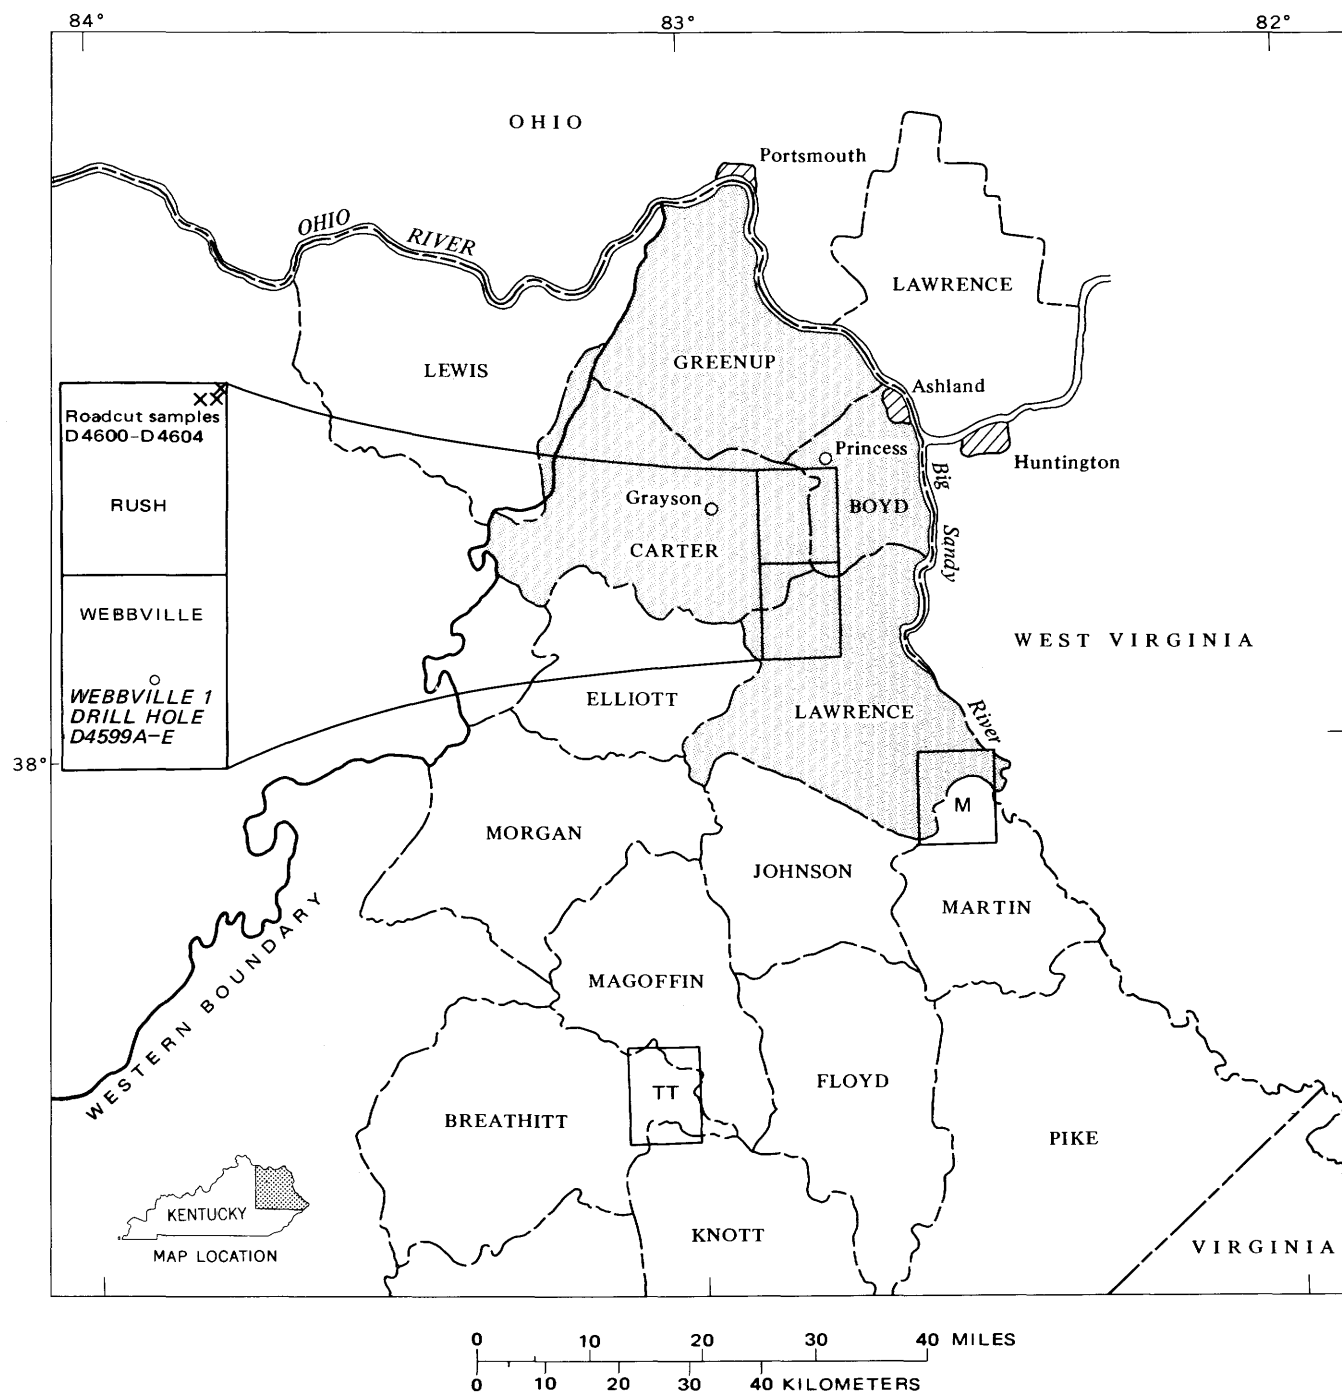 84°
83°
82°
OHIO
Portsmouth
OHIO RIVER
LAWRENCE
GREENUP
LEWIS
Ashland
Roadcut samples
D4600-D4604
Princess
Huntington
Big Sandy River
RUSH
Grayson
BOYD
CARTER
WEBBVILLE
WEST VIRGINIA
WEBBVILLE 1
DRILL HOLE
D4599A-E
ELLIOTT
LAWRENCE
38°
M
MORGAN
JOHNSON
MARTIN
WESTERN BOUNDARY
MAGOFFIN
TT
FLOYD
BREATHITT
PIKE
KENTUCKY
MAP LOCATION
KNOTT
VIRGINIA
0 10 20 30 40 MILES
0 10 20 30 40 KILOMETERS